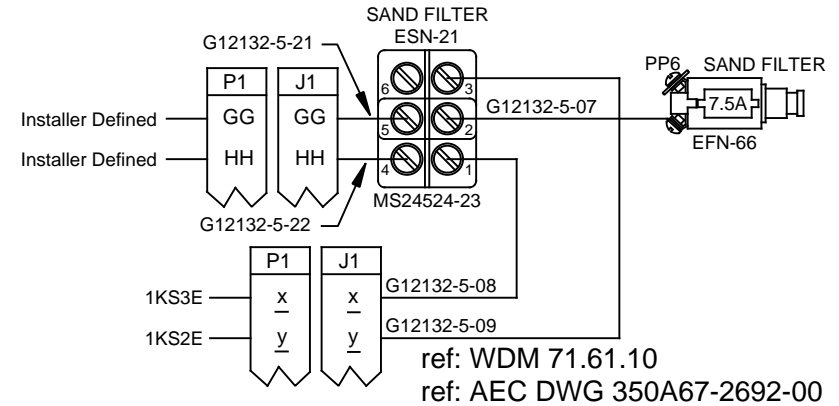 SAND FILTER
ESN-21
G12132-5-21
P1 J1
PP6 SAND FILTER
6 3
G12132-5-07
7.5A
Installer Defined GG GG
5 2
EFN-66
Installer Defined HH HH
4 1
MS24524-23
G12132-5-22
P1 J1
1KS3E x x G12132-5-08
1KS2E y y G12132-5-09
ref: WDM 71.61.10
ref: AEC DWG 350A67-2692-00